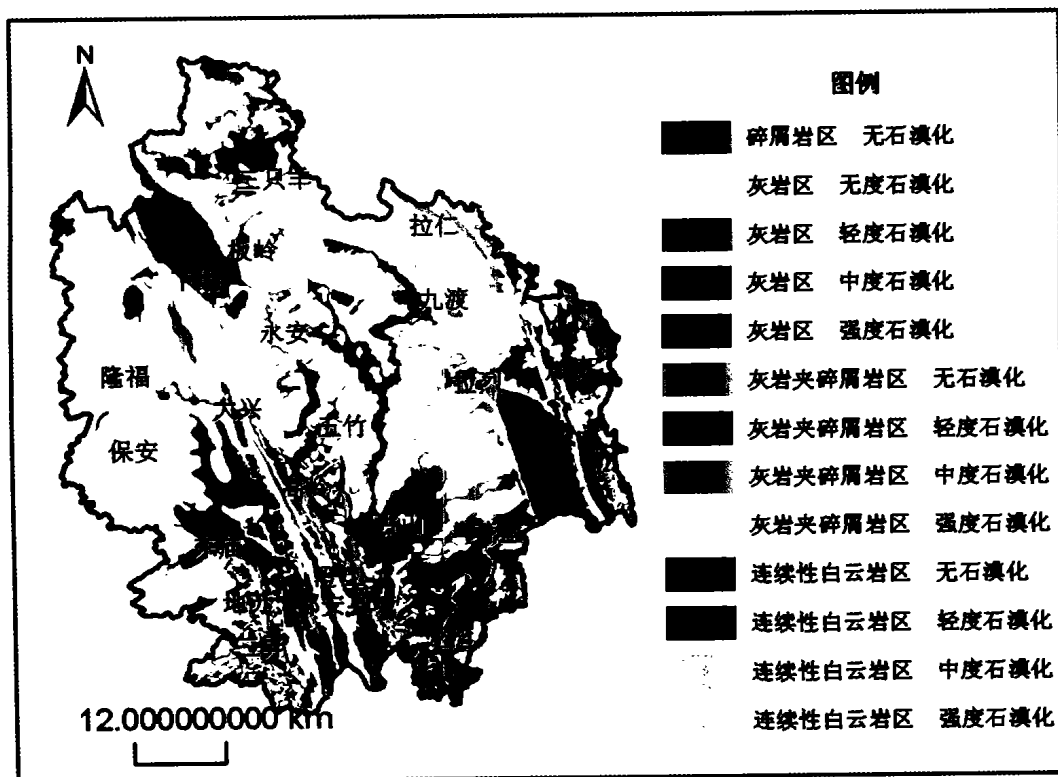 N
图例
碎屑岩区 无石漠化
灰岩区 无度石漠化
灰岩区 轻度石漠化
灰岩区 中度石漠化
灰岩区 强度石漠化
灰岩夹碎屑岩区 无石漠化
灰岩夹碎屑岩区 轻度石漠化
灰岩夹碎屑岩区 中度石漠化
灰岩夹碎屑岩区 强度石漠化
连续性白云岩区 无石漠化
连续性白云岩区 轻度石漠化
连续性白云岩区 中度石漠化
连续性白云岩区 强度石漠化
三只羊
拉仁
板岭
九渡
永安
隆福
六兴
保安
12.000000000 km